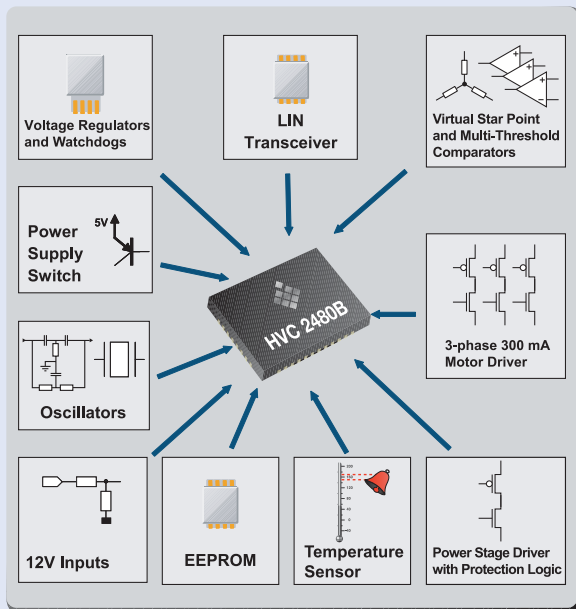 Voltage Regulators
and Watchdogs
LIN
Transceiver
Virtual Star Point
and Multi-Threshold
Comparators
Power
Supply
Switch
5V
HVC 2480B
3-phase 300 mA
Motor Driver
Oscillators
12V Inputs
EEPROM
Temperature
Sensor
Power Stage Driver
with Protection Logic